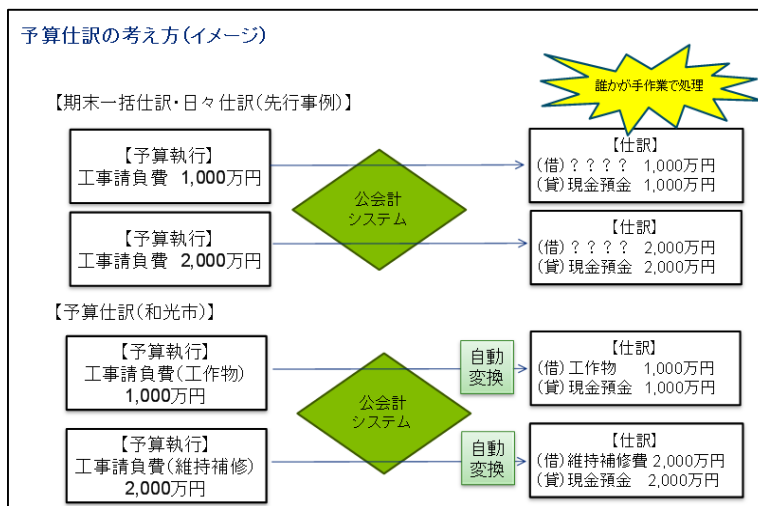 予算仕訳の考え方(イメージ)
誰かが手作業で処理
【期末一括仕訳・日々仕訳(先行事例)】
【予算執行】
工事請負費 1,000万円
公会計
システム
【仕訳】
(借)? ? ? ? 1,000万円
(貸)現金預金 1,000万円
【予算執行】
工事請負費 2,000万円
【仕訳】
(借)? ? ? ? 2,000万円
(貸)現金預金 2,000万円
【予算仕訳(和光市)】
【予算執行】
工事請負費(工作物)
1,000万円
公会計
システム
自動
変換
【仕訳】
(借)工作物 1,000万円
(貸)現金預金 1,000万円
【予算執行】
工事請負費(維持補修)
2,000万円
自動
変換
【仕訳】
(借)維持補修費 2,000万円
(貸)現金預金 2,000万円